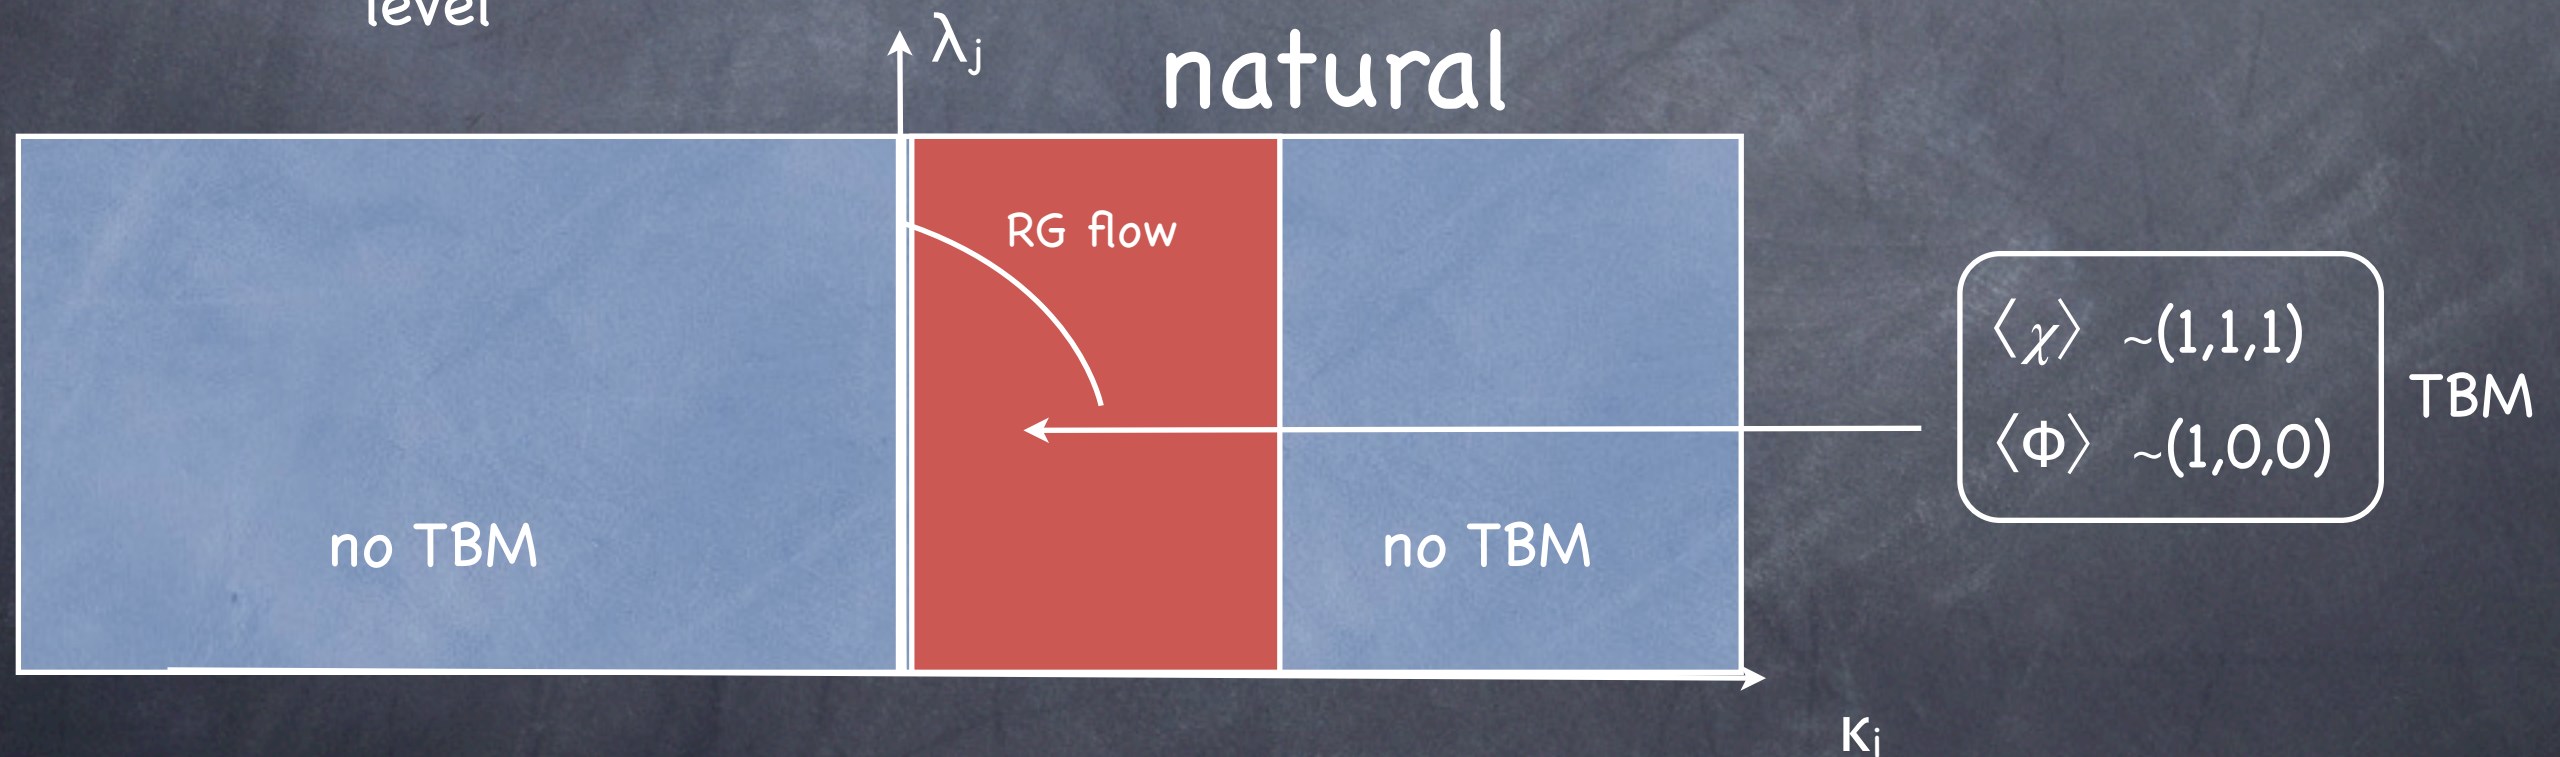 level
λj
natural
RG flow
⟨χ⟩ ~(1,1,1)
TBM
⟨Φ⟩ ~(1,0,0)
no TBM
no TBM
κj